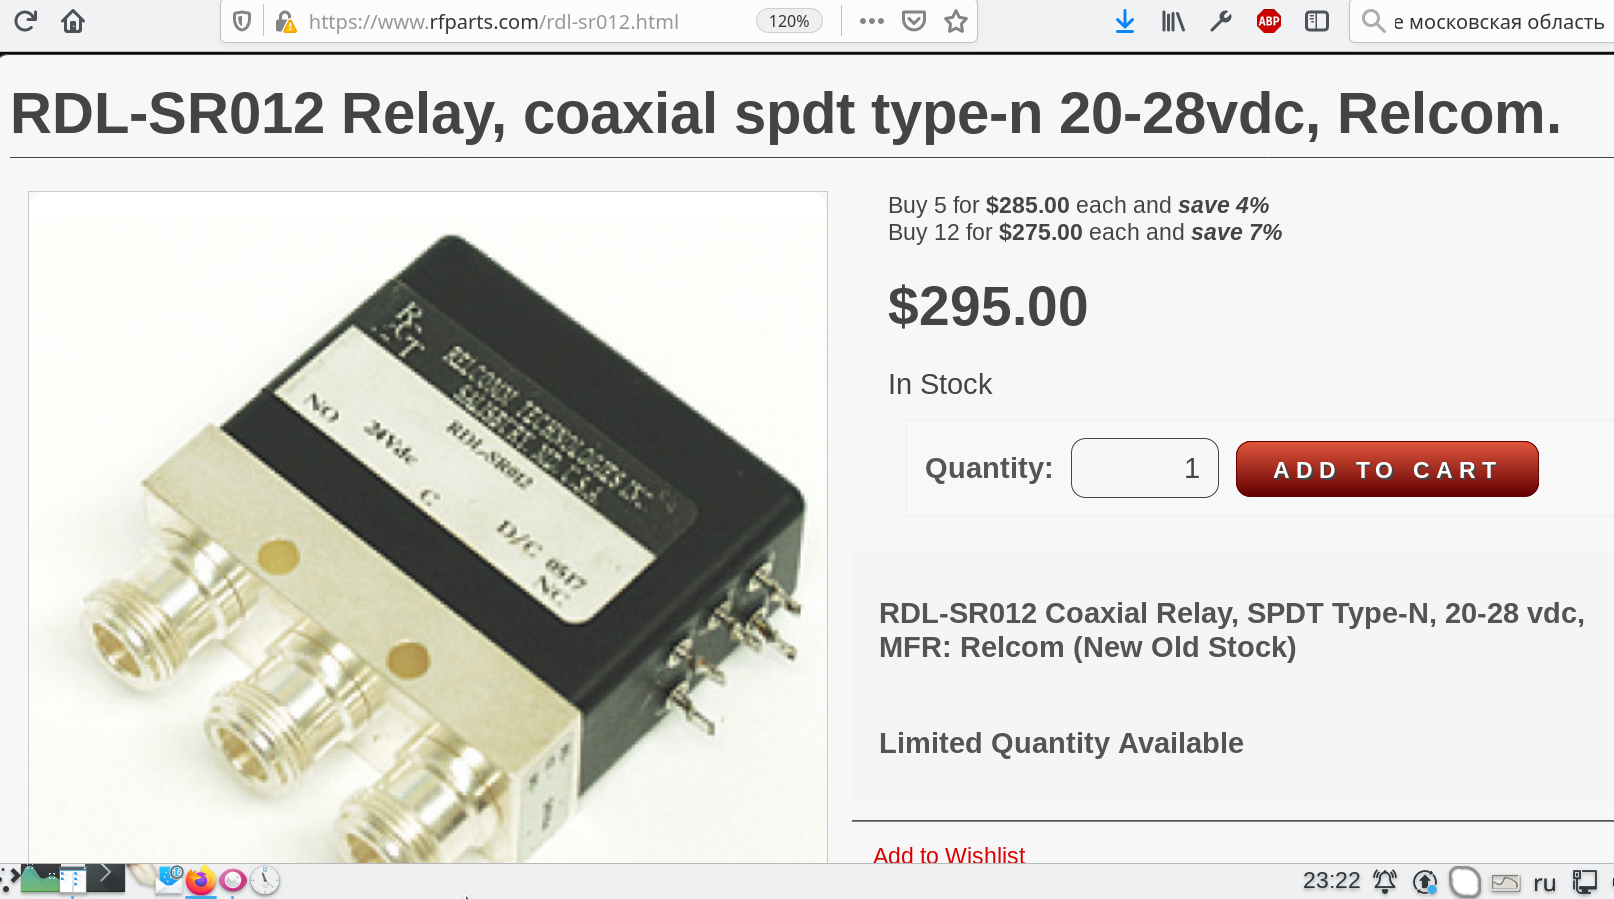 https://www.rfparts.com/rdl-sr012.html
120%
ABP
е московская область
RDL-SR012 Relay, coaxial spdt type-n 20-28vdc, Relcom.
RELCOMM TECHNOLOGIES
RDL-SR012
NO
24Vdc
C
D/C 0517
NC
Buy 5 for $285.00 each and save 4%
Buy 12 for $275.00 each and save 7%
$295.00
In Stock
Quantity:
1
ADD TO CART
RDL-SR012 Coaxial Relay, SPDT Type-N, 20-28 vdc,
MFR: Relcom (New Old Stock)
Limited Quantity Available
Add to Wishlist
23:22
ru